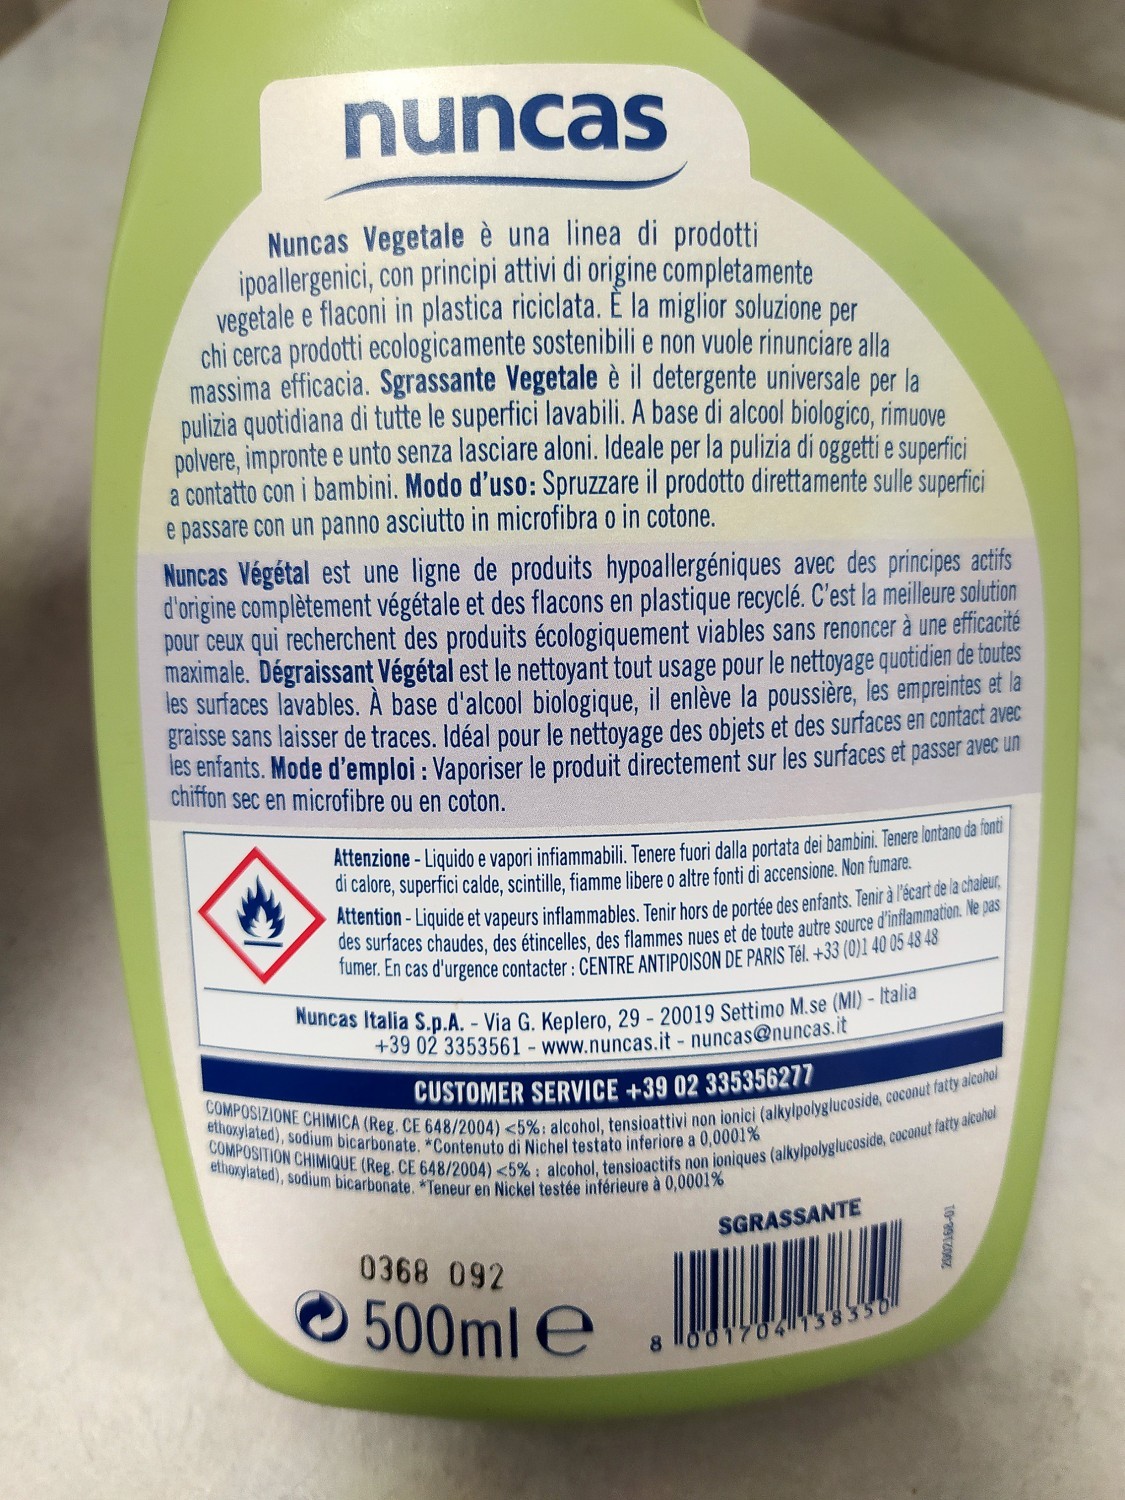 nuncas
Nuncas Vegetale è una linea di prodotti
ipoallergenici, con principi attivi di origine completamente
vegetale e flaconi in plastica riciclata. È la miglior soluzione per
chi cerca prodotti ecologicamente sostenibili e non vuole rinunciare alla
massima efficacia. Sgrassante Vegetale è il detergente universale per la
pulizia quotidiana di tutte le superfici lavabili. A base di alcool biologico, rimuove
polvere, impronte e unto senza lasciare aloni. Ideale per la pulizia di oggetti e superfici
a contatto con i bambini. Modo d'uso: Spruzzare il prodotto direttamente sulle superfici
e passare con un panno asciutto in microfibra o in cotone.
Nuncas Végétal est une ligne de produits hypoallergéniques avec des principes actifs
d'origine complètement végétale et des flacons en plastique recyclé. C'est la meilleure solution
pour ceux qui recherchent des produits écologiquement viables sans renoncer à une efficacité
maximale. Dégraissant Végétal est le nettoyant tout usage pour le nettoyage quotidien de toutes
les surfaces lavables. À base d'alcool biologique, il enlève la poussière, les empreintes et la
graisse sans laisser de traces. Idéal pour le nettoyage des objets et des surfaces en contact avec
les enfants. Mode d'emploi : Vaporiser le produit directement sur les surfaces et passer avec un
chiffon sec en microfibre ou en coton.
Attenzione - Liquido e vapori infiammabili. Tenere fuori dalla portata dei bambini. Tenere lontano da fonti
di calore, superfici calde, scintille, fiamme libere o altre fonti di accensione. Non fumare.
Attention - Liquide et vapeurs inflammables. Tenir hors de portée des enfants. Tenir à l'écart de la chaleur,
des surfaces chaudes, des étincelles, des flammes nues et de toute autre source d'inflammation. Ne pas
fumer. En cas d'urgence contacter : CENTRE ANTIPOISON DE PARIS Tél. +33 (0)1 40 05 48 48
Nuncas Italia S.p.A. - Via G. Keplero, 29 - 20019 Settimo M.se (MI) - Italia
+39 02 3353561 - www.nuncas.it - nuncas@nuncas.it
CUSTOMER SERVICE +39 02 335356277
COMPOSIZIONE CHIMICA (Reg. CE 648/2004) <5%: alcohol, tensioattivi non ionici (alkylpolyglucoside, coconut fatty alcohol
ethoxylated), sodium bicarbonate. *Contenuto di Nichel testato inferiore a 0,0001%
COMPOSITION CHIMIQUE (Reg. CE 648/2004) <5% : alcohol, tensioactifs non ioniques (alkylpolyglucoside, coconut fatty alcohol
ethoxylated), sodium bicarbonate. *Teneur en Nickel testée inférieure à 0,0001%
SGRASSANTE
0368 092
500ml e
8 001704 138350
2002168-01